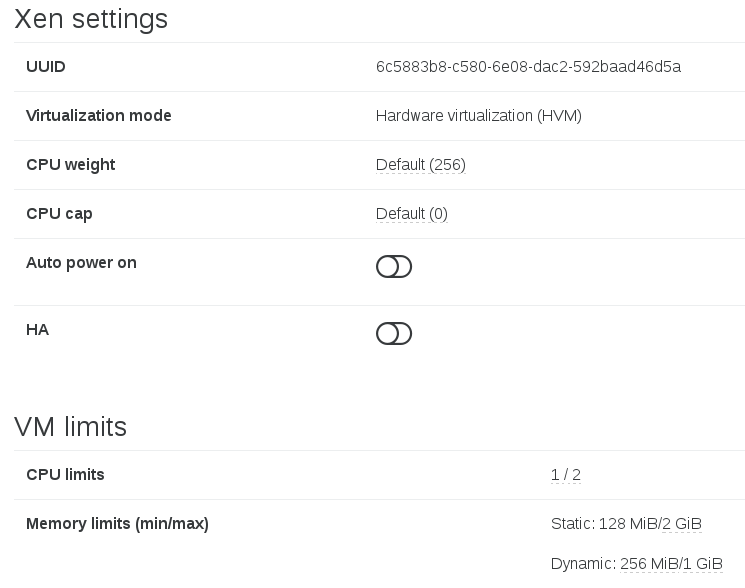 Xen settings
UUID 6c5883b8-c580-6e08-dac2-592baad46d5a
Virtualization mode Hardware virtualization (HVM)
CPU weight Default (256)
CPU cap Default (0)
Auto power on
HA
VM limits
CPU limits 1 / 2
Memory limits (min/max) Static: 128 MiB/2 GiB
Dynamic: 256 MiB/1 GiB